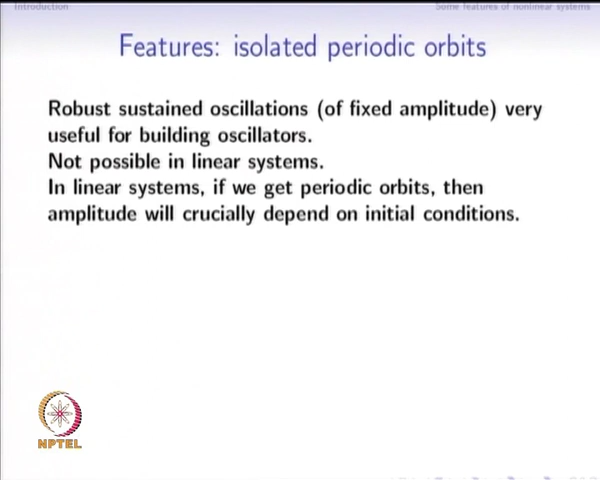 Introduction
Some features of nonlinear systems
Features: isolated periodic orbits
Robust sustained oscillations (of fixed amplitude) very
useful for building oscillators.
Not possible in linear systems.
In linear systems, if we get periodic orbits, then
amplitude will crucially depend on initial conditions.
NPTEL